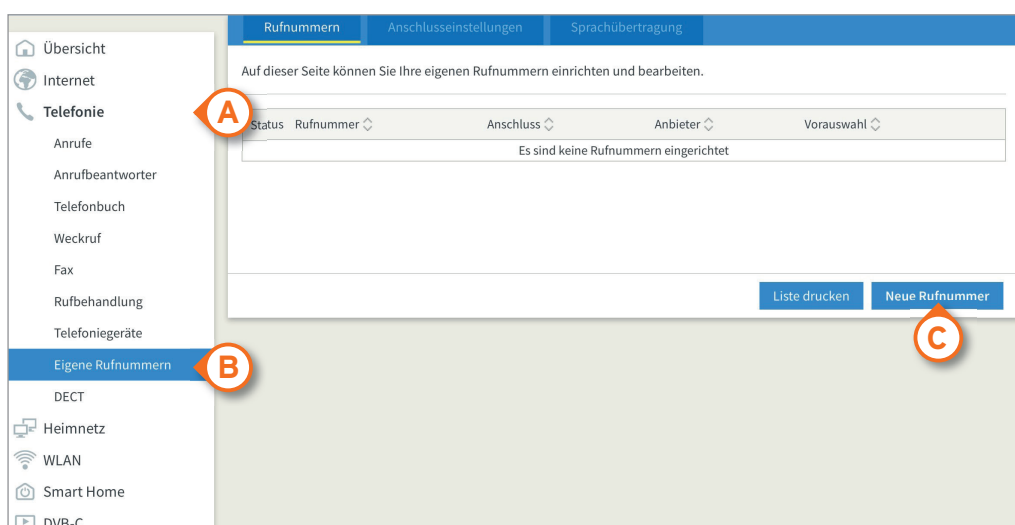 Rufnummern Anschlusseinstellungen Sprachübertragung
Übersicht
Internet
Telefonie
Anrufe
Anrufbeantworter
Telefonbuch
Weckruf
Fax
Rufbehandlung
Telefoniegeräte
Eigene Rufnummern
DECT
Heimnetz
WLAN
Smart Home
DVB-C
A
B
Auf dieser Seite können Sie Ihre eigenen Rufnummern einrichten und bearbeiten.
Status Rufnummer Anschluss Anbieter Vorauswahl
Es sind keine Rufnummern eingerichtet
Liste drucken Neue Rufnummer
C